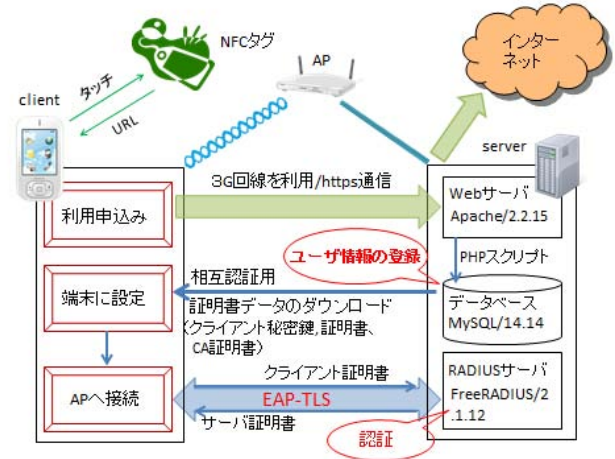 NFCタグ
インター
ネット
AP
client
タッチ
URL
server
3G回線を利用/https通信
Webサーバ
Apache/2.2.15
利用申込み
ユーザ情報の登録
PHPスクリプト
相互認証用
端末に設定
証明書データのダウンロード
(クライアント秘密鍵,証明書、
CA証明書)
データベース
MySQL/14.14
クライアント証明書
RADIUSサーバ
FreeRADIUS/2
.1.12
APへ接続
EAP-TLS
サーバ証明書
認証